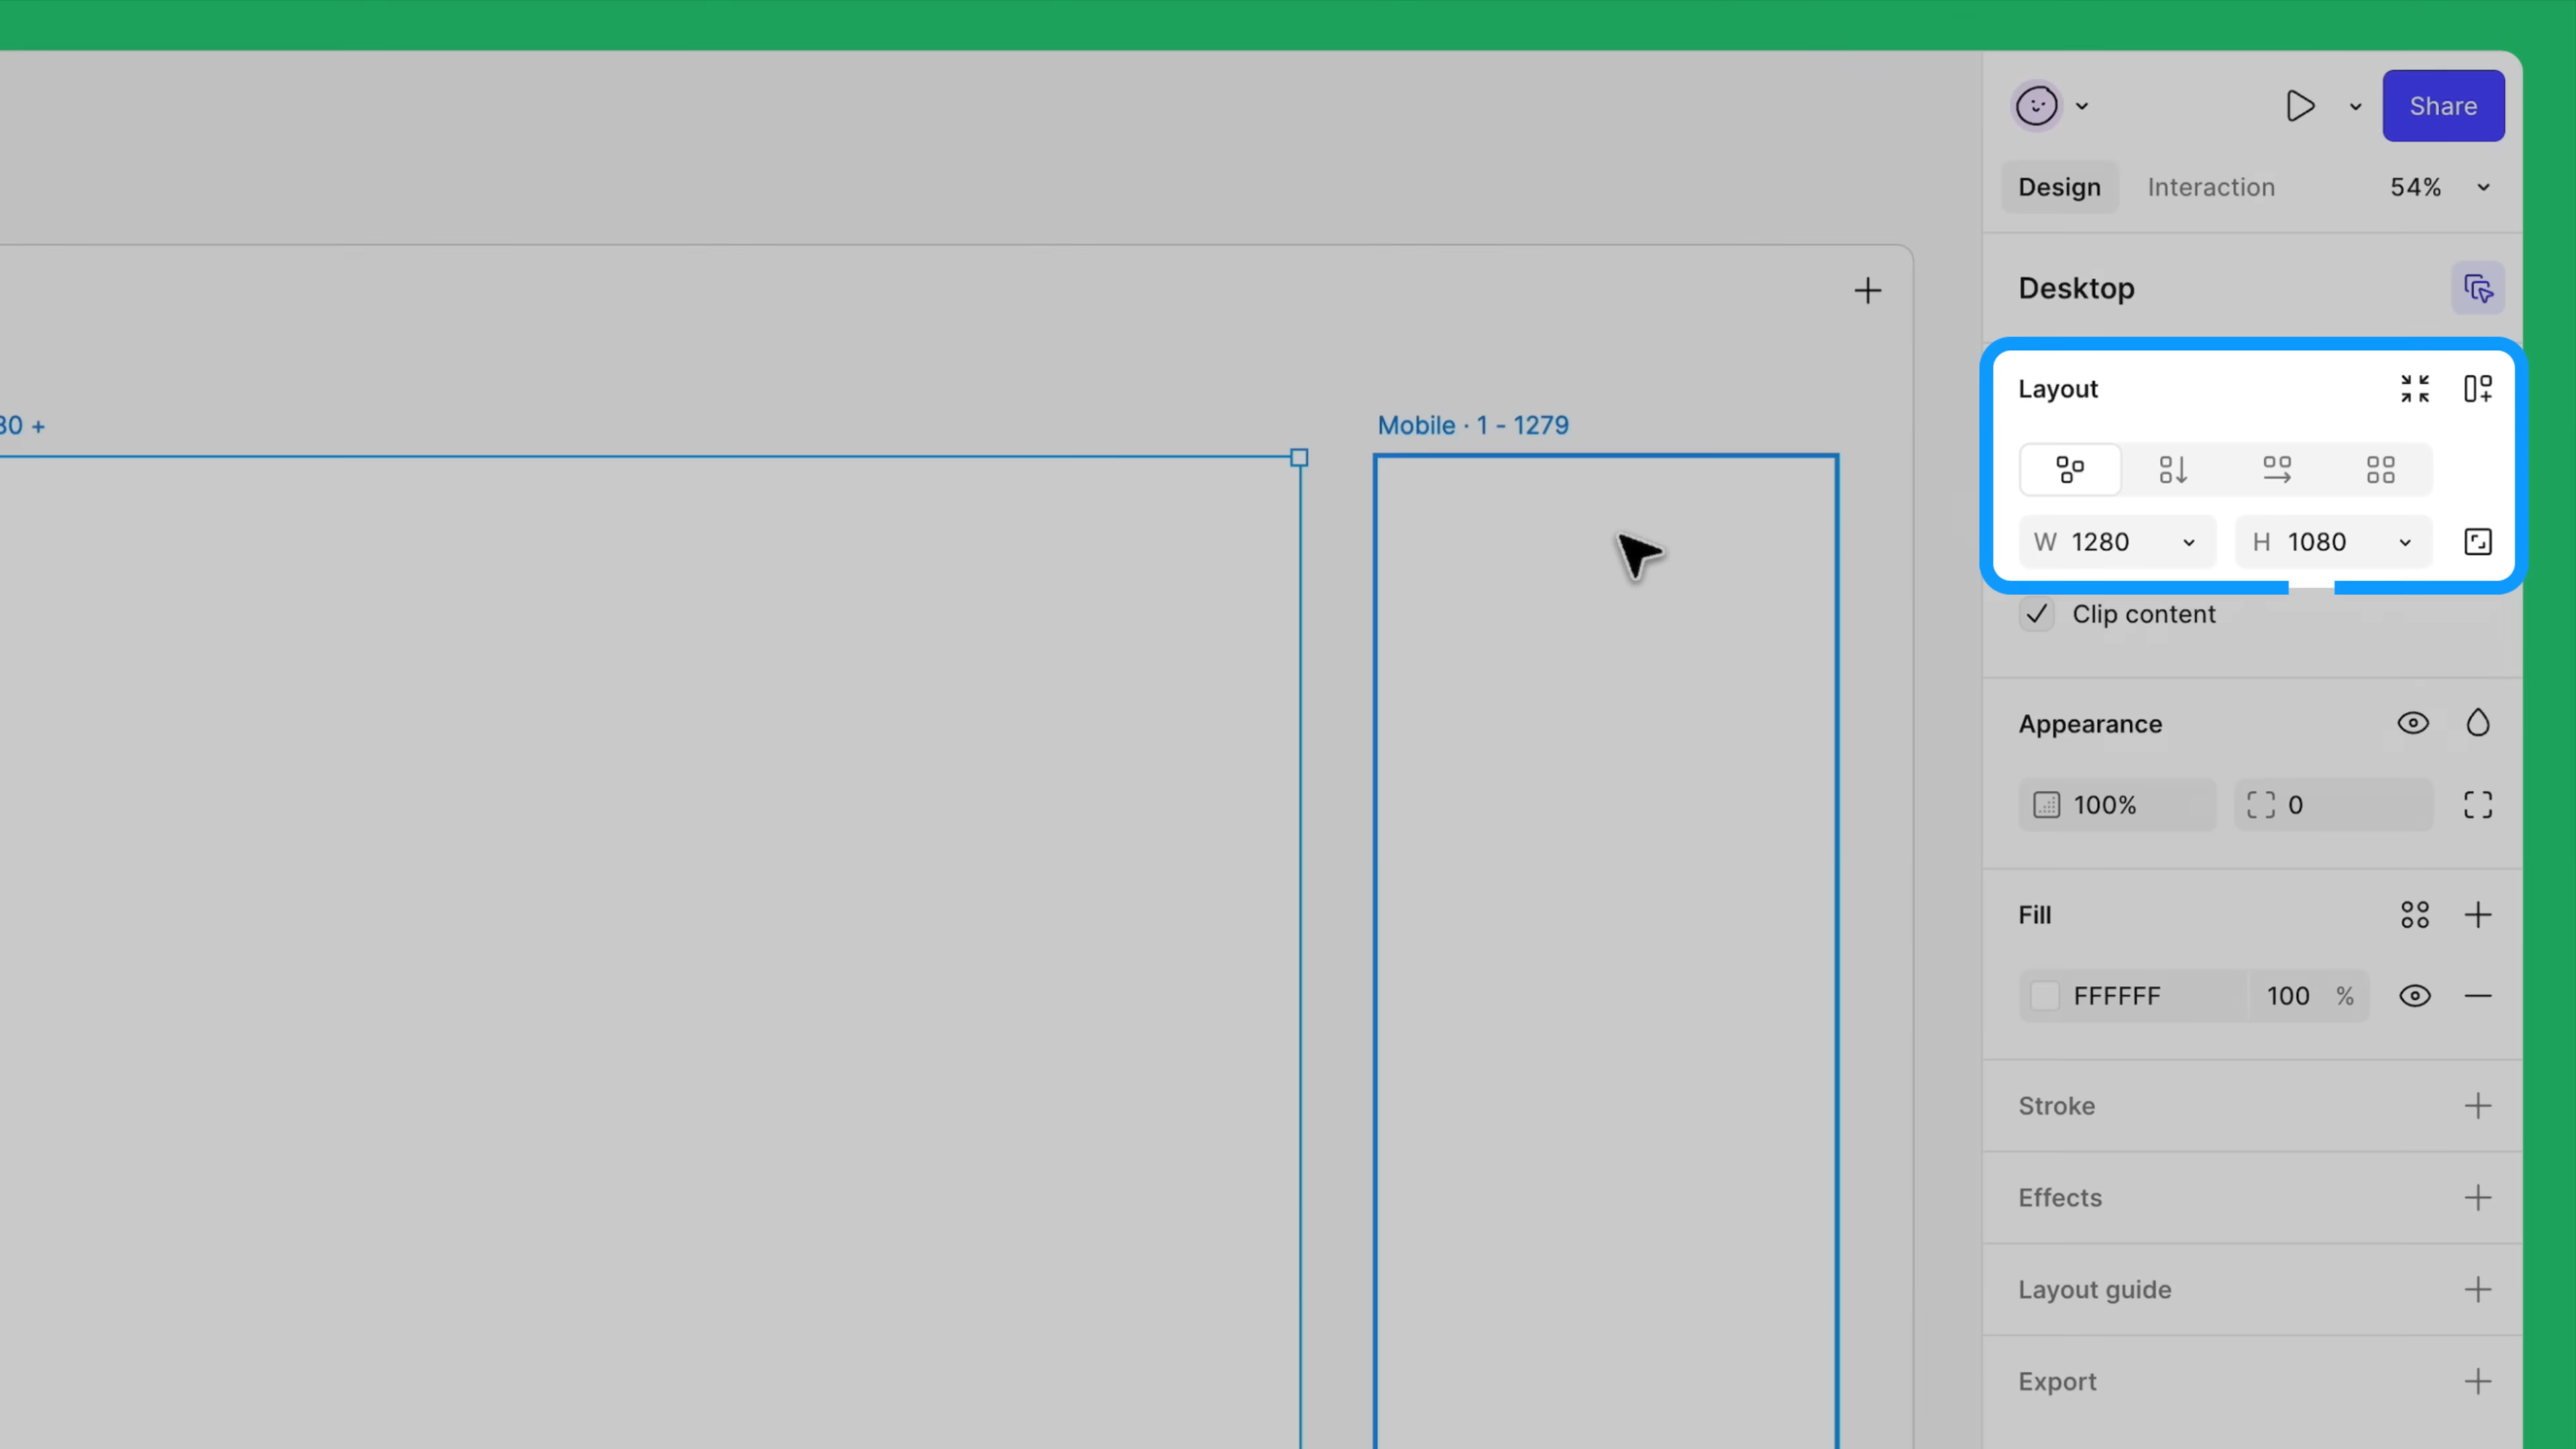 Share
Design Interaction 54%
Desktop
Layout
80 +
Mobile · 1 - 1279
W 1280 H 1080
Clip content
Appearance
100% 0
Fill
FFFFFF 100 %
Stroke
Effects
Layout guide
Export